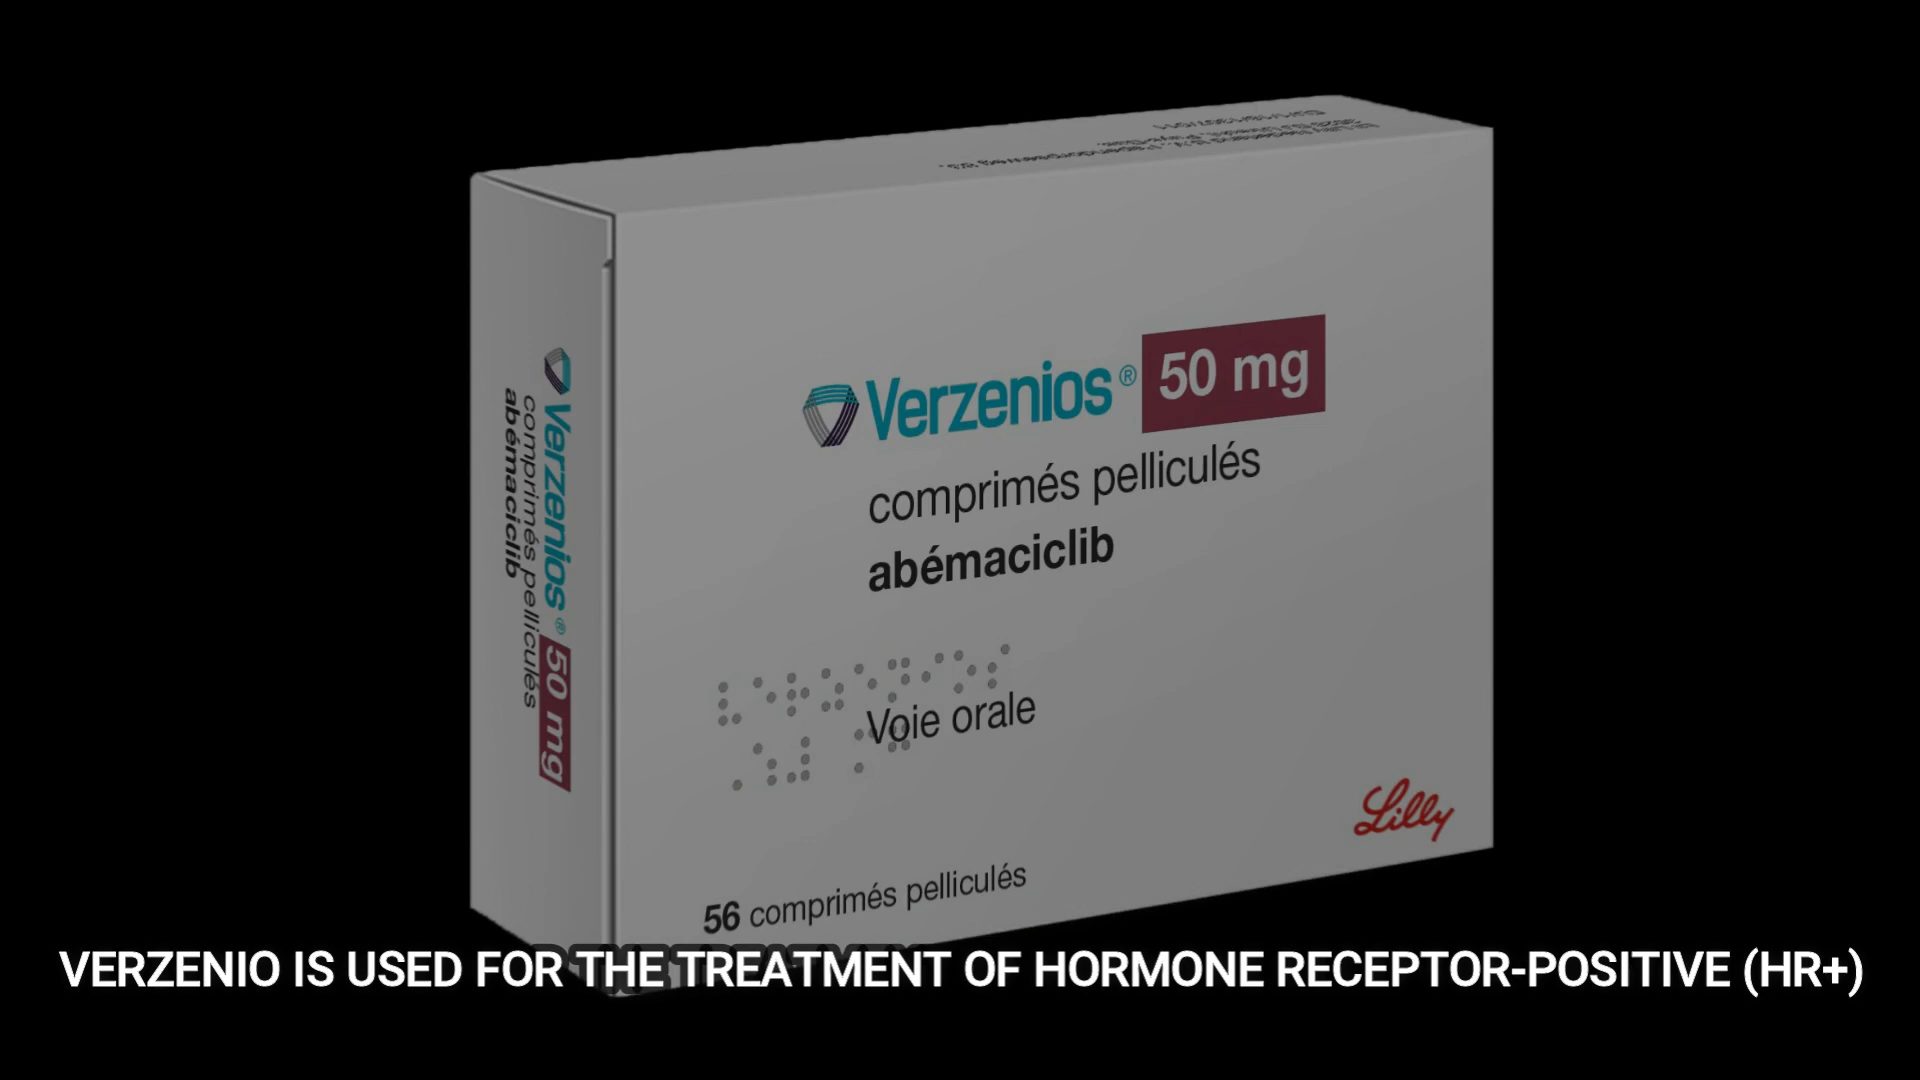 Verzenios® 50 mg
comprimés pelliculés
abémaciclib
Voie orale
Lilly
56 comprimés pelliculés
Verzenios® 50 mg
comprimés pelliculés
abémaciclib
VERZENIO IS USED FOR THE TREATMENT OF HORMONE RECEPTOR-POSITIVE (HR+)